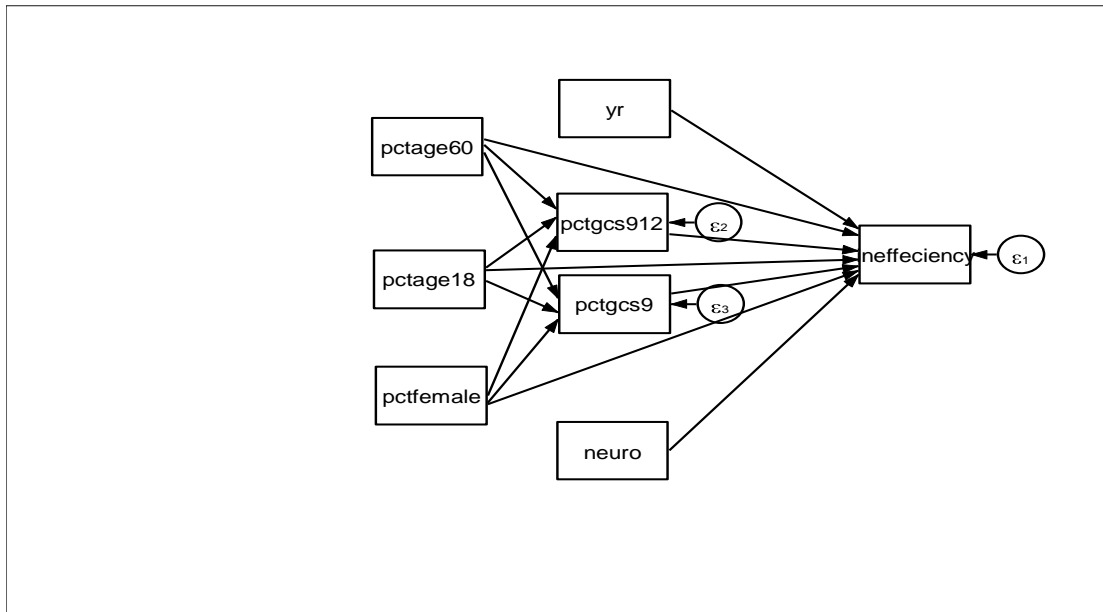 yr
pctage60
pctgcs912
ε2
neffeciency
ε1
pctage18
pctgcs9
ε3
pctfemale
neuro